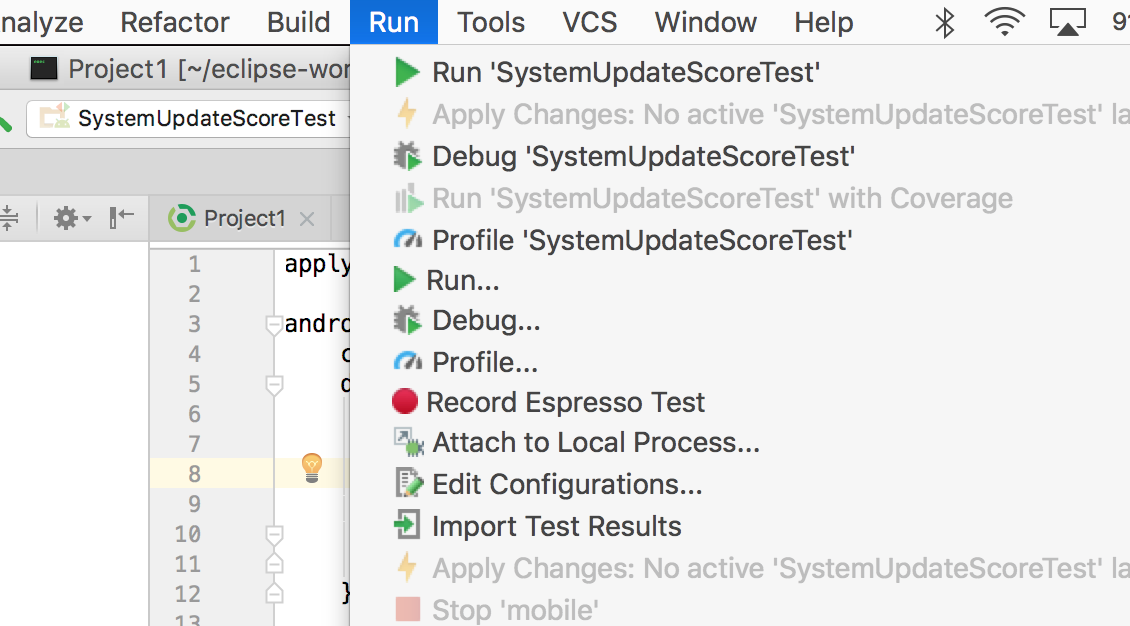 nalyze Refactor Build Run Tools VCS Window Help
Project1 [~/eclipse-wor
SystemUpdateScoreTest
Project1
1 apply
2
3 andro
4
5
6
7
8
9
10
11
12 }
13
Run 'SystemUpdateScoreTest'
Apply Changes: No active 'SystemUpdateScoreTest' la
Debug 'SystemUpdateScoreTest'
Run 'SystemUpdateScoreTest' with Coverage
Profile 'SystemUpdateScoreTest'
Run...
Debug...
Profile...
Record Espresso Test
Attach to Local Process...
Edit Configurations...
Import Test Results
Apply Changes: No active 'SystemUpdateScoreTest' la
Stop 'mobile'